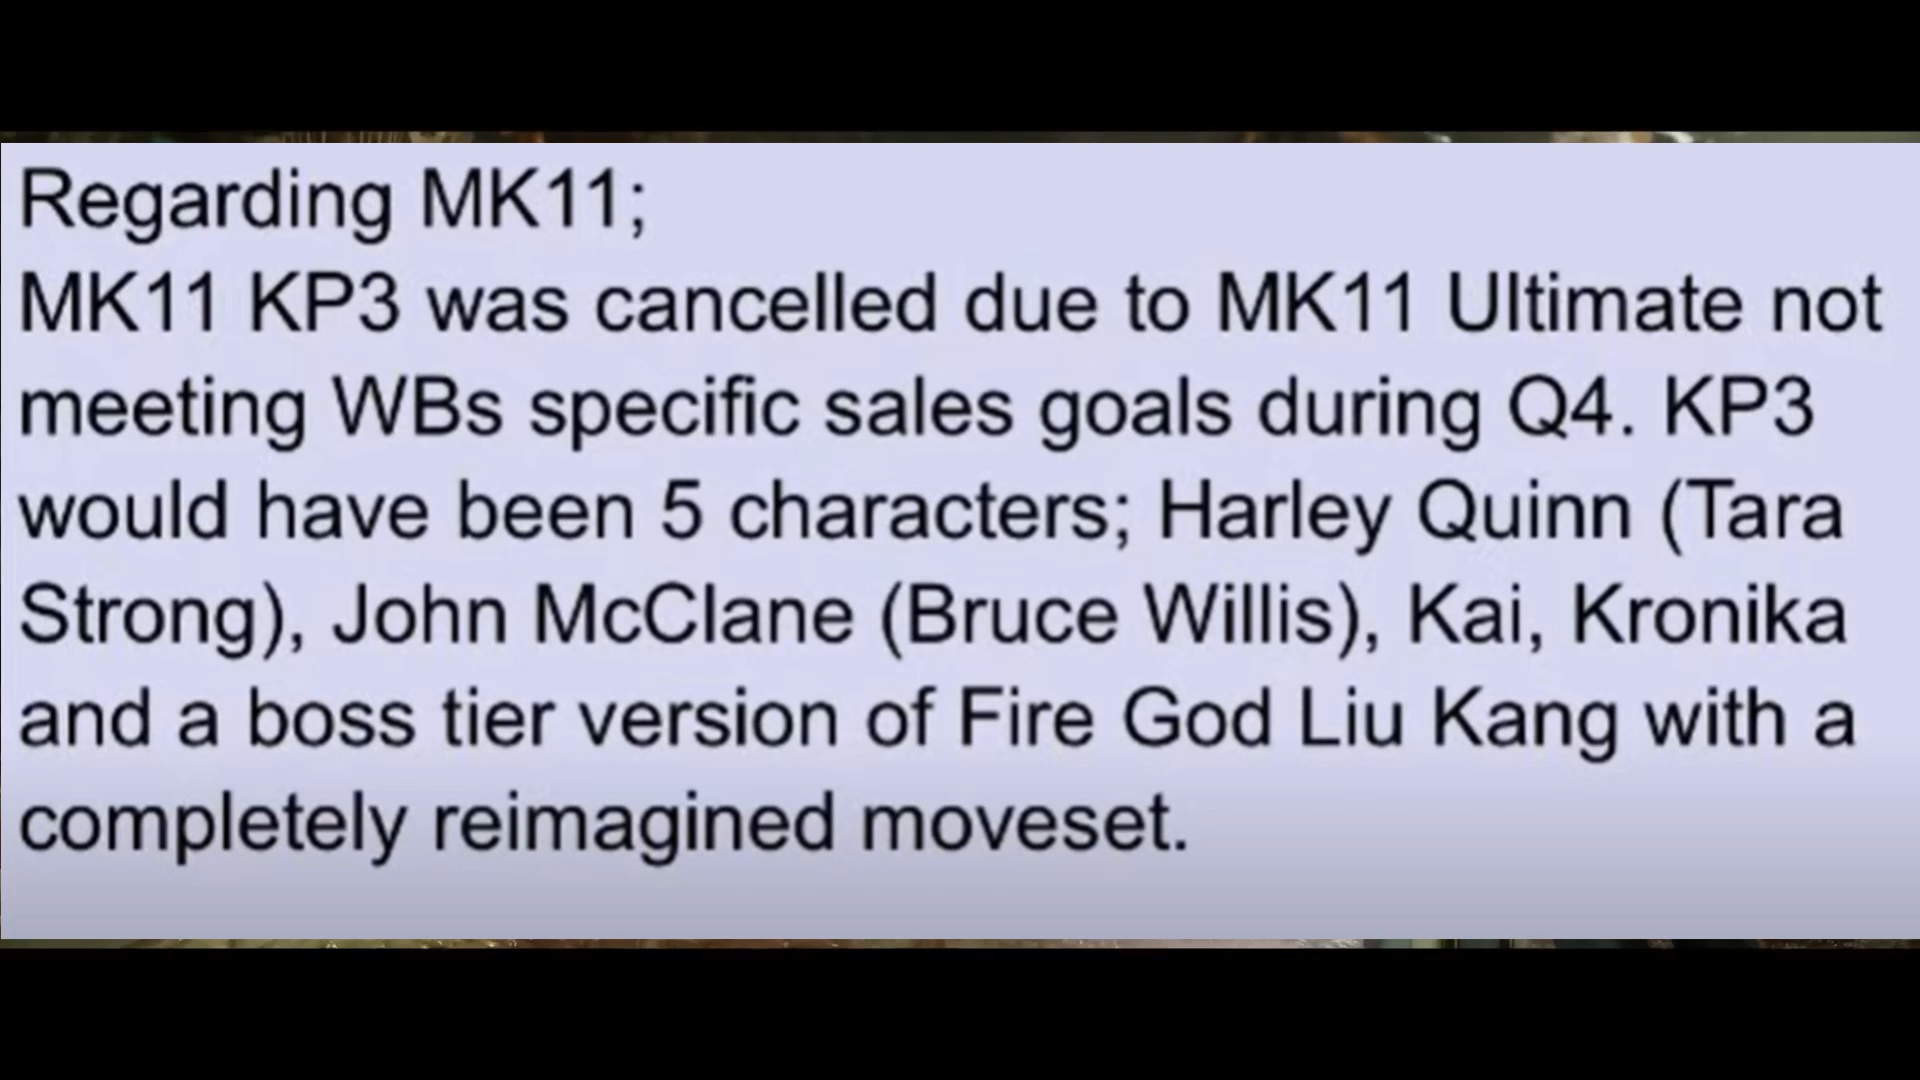 Regarding MK11;
MK11 KP3 was cancelled due to MK11 Ultimate not
meeting WBs specific sales goals during Q4. KP3
would have been 5 characters; Harley Quinn (Tara
Strong), John McClane (Bruce Willis), Kai, Kronika
and a boss tier version of Fire God Liu Kang with a
completely reimagined moveset.